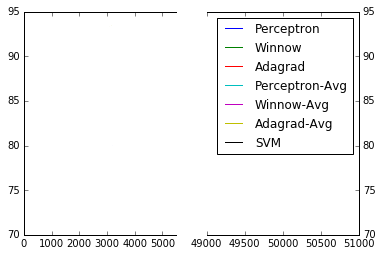 95
90
85
80
75
70
0 1000 2000 3000 4000 5000
Perceptron
Winnow
Adagrad
Perceptron-Avg
Winnow-Avg
Adagrad-Avg
SVM
95
90
85
80
75
70
49000 49500 50000 50500 51000